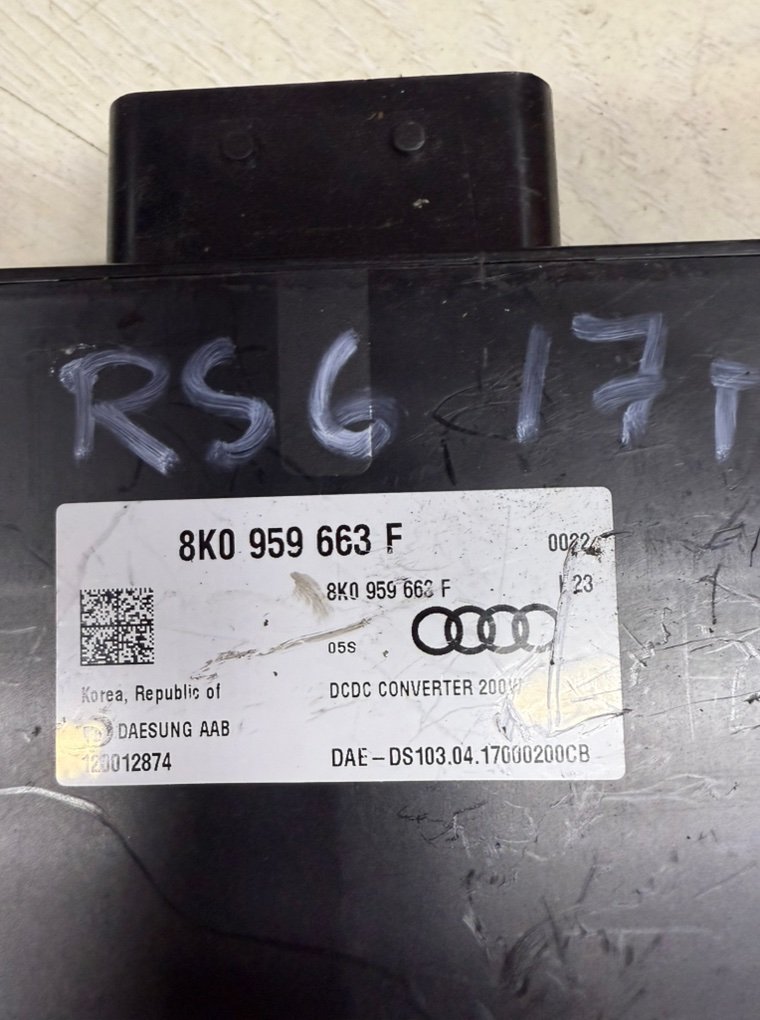 RS6 17
8K0 959 663 F
8K0 959 663 F
23
05S
Korea, Republic of
DCDC CONVERTER 200W
DAESUNG AAB
120012874
DAE-DS103.04.17000200CB